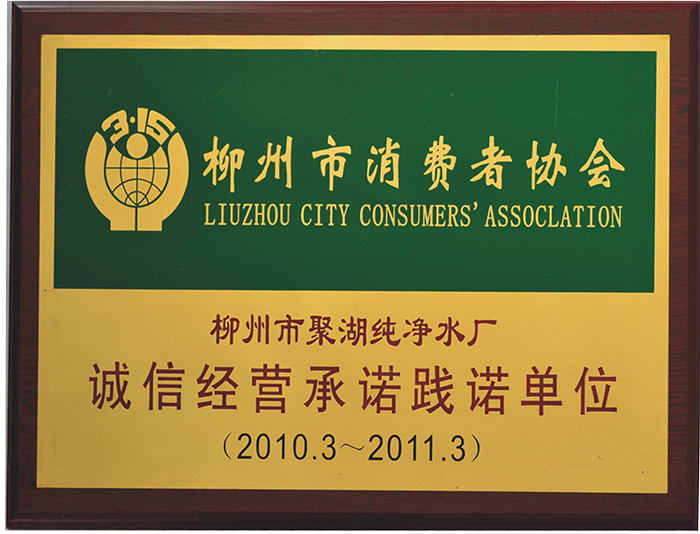 3·15
柳州市消费者协会
LIUZHOU CITY CONSUMERS' ASSOCLATION
柳州市聚湖纯净水厂
诚信经营承诺践诺单位
(2010.3~2011.3)